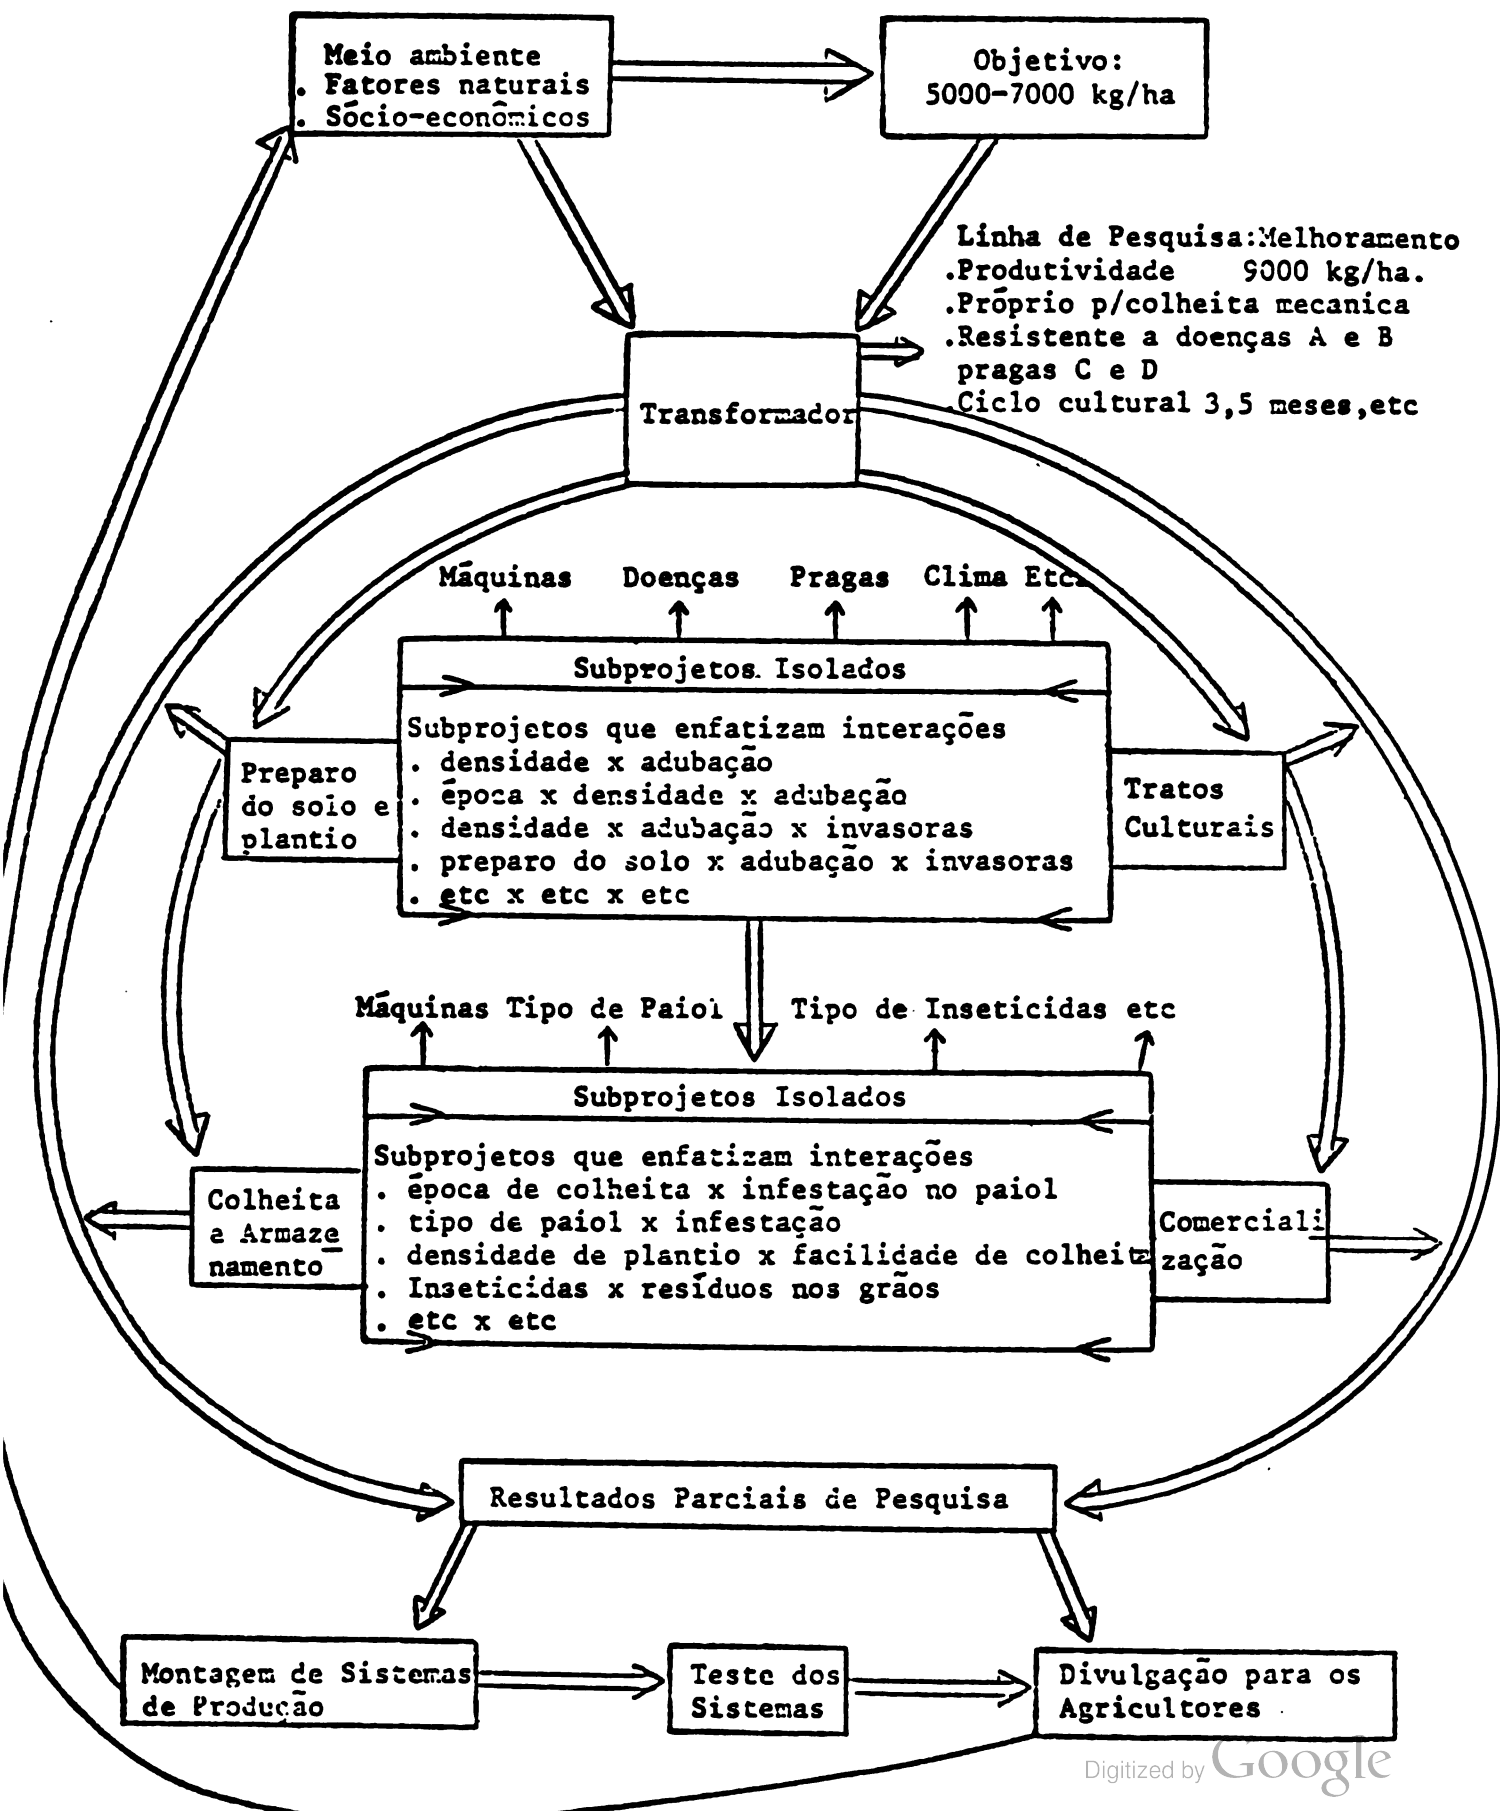 Meio ambiente
. Fatores naturais
. Sócio-econômicos
Objetivo:
5000-7000 kg/ha
Linha de Pesquisa:Melhoramento
.Produtividade 9000 kg/ha.
.Próprio p/colheita mecanica
.Resistente a doenças A e B
pragas C e D
.Ciclo cultural 3,5 meses,etc
Transformador
Máquinas Doenças Pragas Clima Etc.
Subprojetos Isolados
Subprojetos que enfatizam interações
. densidade x adubação
. época x densidade x adubação
. densidade x adubação x invasoras
. preparo do solo x adubação x invasoras
. etc x etc x etc
Preparo
do solo e
plantio
Tratos
Culturais
Máquinas Tipo de Paiol Tipo de Inseticidas etc
Subprojetos Isolados
Subprojetos que enfatizam interações
. época de colheita x infestação no paiol
. tipo de paiol x infestação
. densidade de plantio x facilidade de colheita
. Inseticidas x resíduos nos grãos
. etc x etc
Colheita
e Armaze
namento
Comerciali
zação
Resultados Parciais de Pesquisa
Montagem de Sistemas
de Produção
Teste dos
Sistemas
Divulgação para os
Agricultores
Digitized by Google